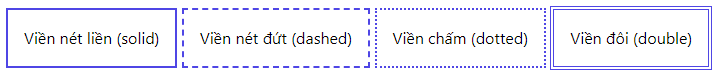 Viền nét liền (solid) Viền nét đứt (dashed) Viền chấm (dotted) Viền đôi (double)